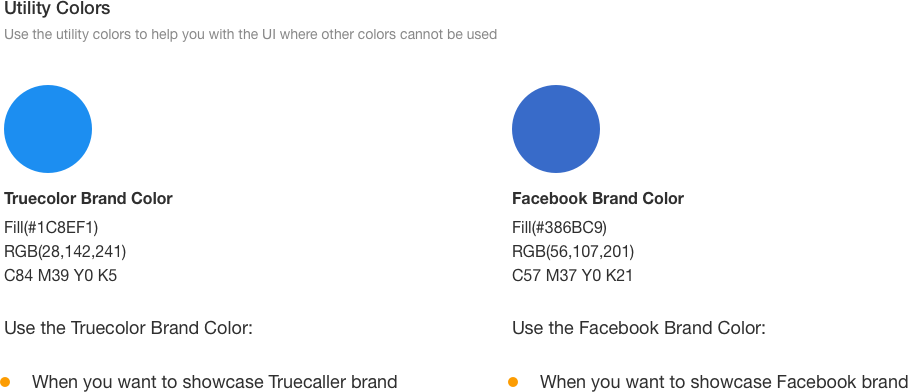 Utility Colors
Use the utility colors to help you with the UI where other colors cannot be used
Truecolor Brand Color
Fill(#1C8EF1)
RGB(28,142,241)
C84 M39 Y0 K5
Use the Truecolor Brand Color:
When you want to showcase Truecaller brand
Facebook Brand Color
Fill(#386BC9)
RGB(56,107,201)
C57 M37 Y0 K21
Use the Facebook Brand Color:
When you want to showcase Facebook brand